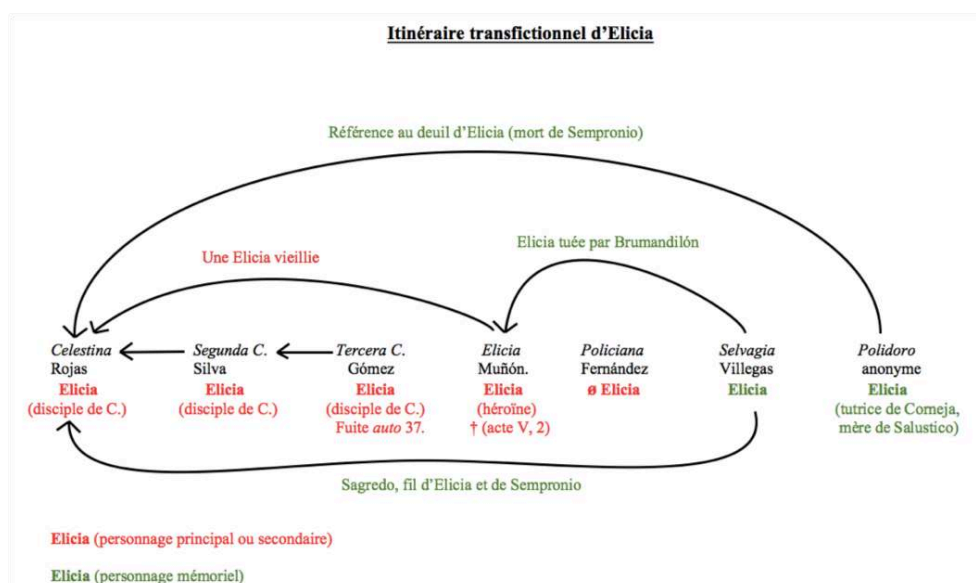 Itinéraire transfictionnel d’Elicia
Référence au deuil d’Elicia (mort de Sempronio)
Elicia tuée par Brumandilón
Une Elicia vieillie
Celestina Segunda C. Tercera C. Elicia Policiana Selvagia Polidoro
Rojas Silva Gómez Muñón. Fernández Villegas anonyme
Elicia Elicia Elicia Elicia ø Elicia Elicia Elicia
(disciple de C.) (disciple de C.) (disciple de C.) (héroïne) (tutrice de Corneja,
Fuite auto 37. † (acte V, 2) mère de Salustico)
Sagredo, fil d’Elicia et de Sempronio
Elicia (personnage principal ou secondaire)
Elicia (personnage mémoriel)